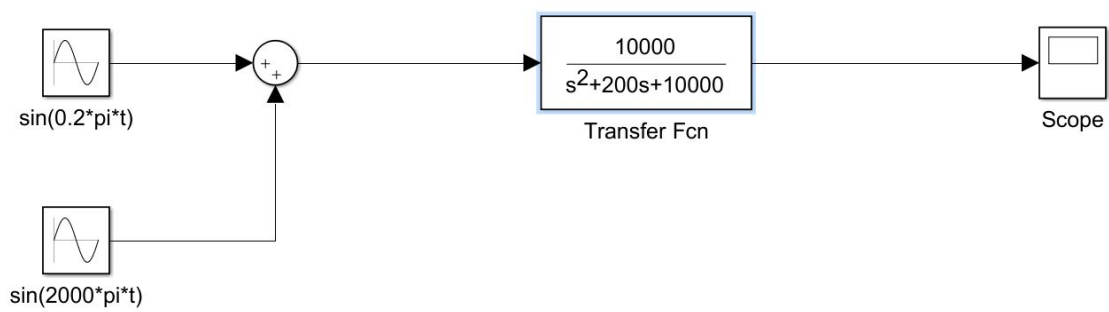 sin(0.2*pi*t)
+
+
10000
s2+200s+10000
Transfer Fcn
Scope
sin(2000*pi*t)